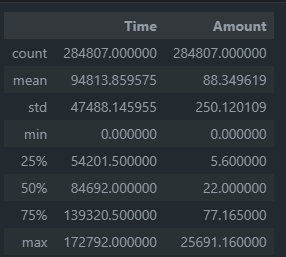 Time Amount
count 284807.000000 284807.000000
mean 94813.859575 88.349619
std 47488.145955 250.120109
min 0.000000 0.000000
25% 54201.500000 5.600000
50% 84692.000000 22.000000
75% 139320.500000 77.165000
max 172792.000000 25691.160000